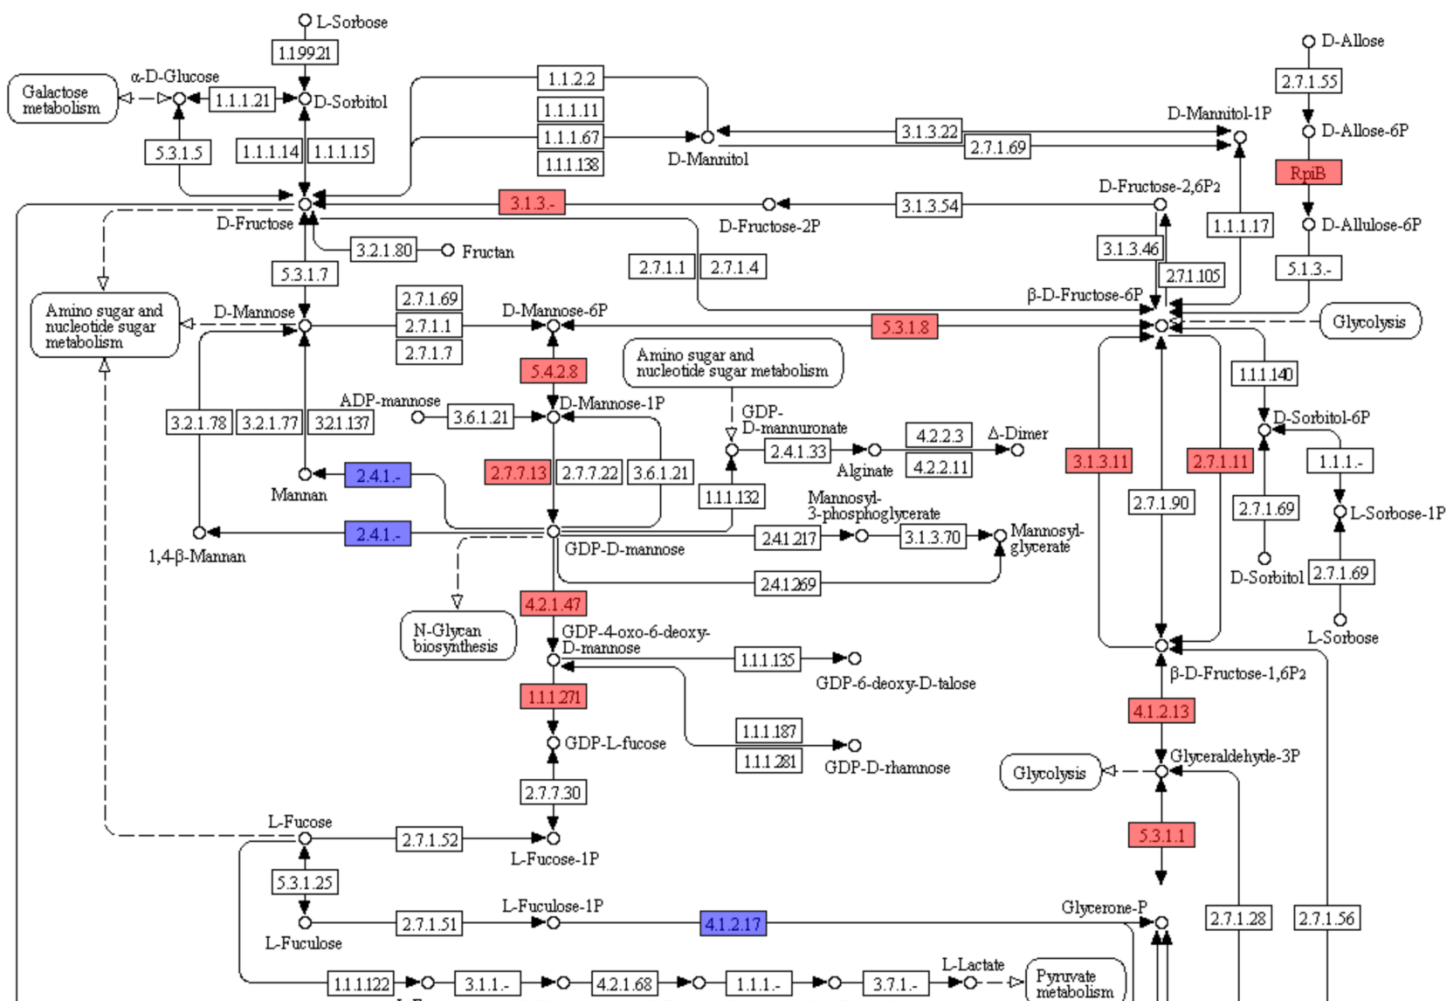 L-Sorbose
1.1.99.21
D-Allose
α-D-Glucose
Galactose
metabolism
1.1.1.21
D-Sorbitol
1.1.2.2
2.7.1.55
1.1.1.11
D-Mannitol-1P
5.3.1.5
1.1.1.14
1.1.1.15
1.1.1.67
1.1.1.138
D-Mannitol
3.1.3.22
2.7.1.69
D-Allose-6P
RpiB
D-Fructose
3.1.3.-
D-Fructose-2P
3.1.3.54
D-Fructose-2,6P2
1.1.1.17
D-Allulose-6P
3.2.1.80
Fructan
5.3.1.7
2.7.1.1
2.7.1.4
3.1.3.46
2.7.1.105
5.1.3.-
Amino sugar and
nucleotide sugar
metabolism
D-Mannose
2.7.1.69
2.7.1.1
2.7.1.7
D-Mannose-6P
5.3.1.8
β-D-Fructose-6P
Glycolysis
5.4.2.8
Amino sugar and
nucleotide sugar metabolism
1.1.1.140
ADP-mannose
3.6.1.21
D-Mannose-1P
GDP-
D-mannuronate
3.2.1.78
3.2.1.77
3.2.1.137
2.4.1.33
Alginate
4.2.2.3
4.2.2.11
Δ-Dimer
D-Sorbitol-6P
Mannan
2.4.1.-
2.7.7.13
2.7.7.22
3.6.1.21
1.1.1.132
3.1.3.11
2.7.1.11
1.1.1.-
2.7.1.90
2.7.1.69
L-Sorbose-1P
1,4-β-Mannan
2.4.1.-
GDP-D-mannose
2.4.1.217
Mannosyl-
3-phosphoglycerate
3.1.3.70
Mannosyl-
glycerate
2.4.1.269
D-Sorbitol
2.7.1.69
L-Sorbose
N-Glycan
biosynthesis
4.2.1.47
GDP-4-oxo-6-deoxy-
D-mannose
1.1.1.135
GDP-6-deoxy-D-talose
β-D-Fructose-1,6P2
1.1.1.271
4.1.2.13
GDP-L-fucose
1.1.1.187
1.1.1.281
GDP-D-rhamnose
Glycolysis
Glyceraldehyde-3P
2.7.7.30
5.3.1.1
L-Fucose
2.7.1.52
L-Fucose-1P
5.3.1.25
L-Fuculose
2.7.1.51
L-Fuculose-1P
4.1.2.17
Glycerone-P
2.7.1.28
2.7.1.56
1.1.1.122
3.1.1.-
4.2.1.68
1.1.1.-
3.7.1.-
L-Lactate
Pyruvate
metabolism